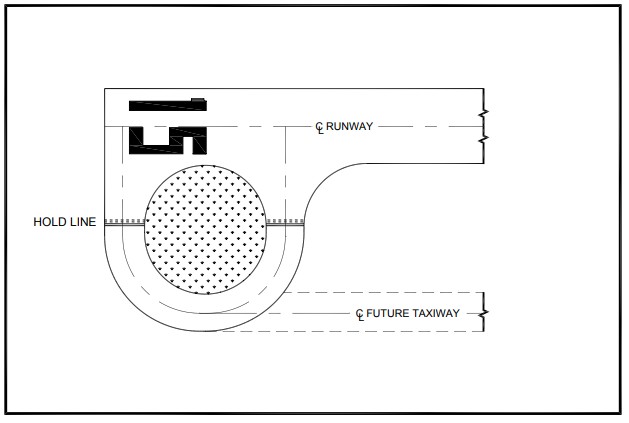 15
℄ RUNWAY
HOLD LINE
℄ FUTURE TAXIWAY